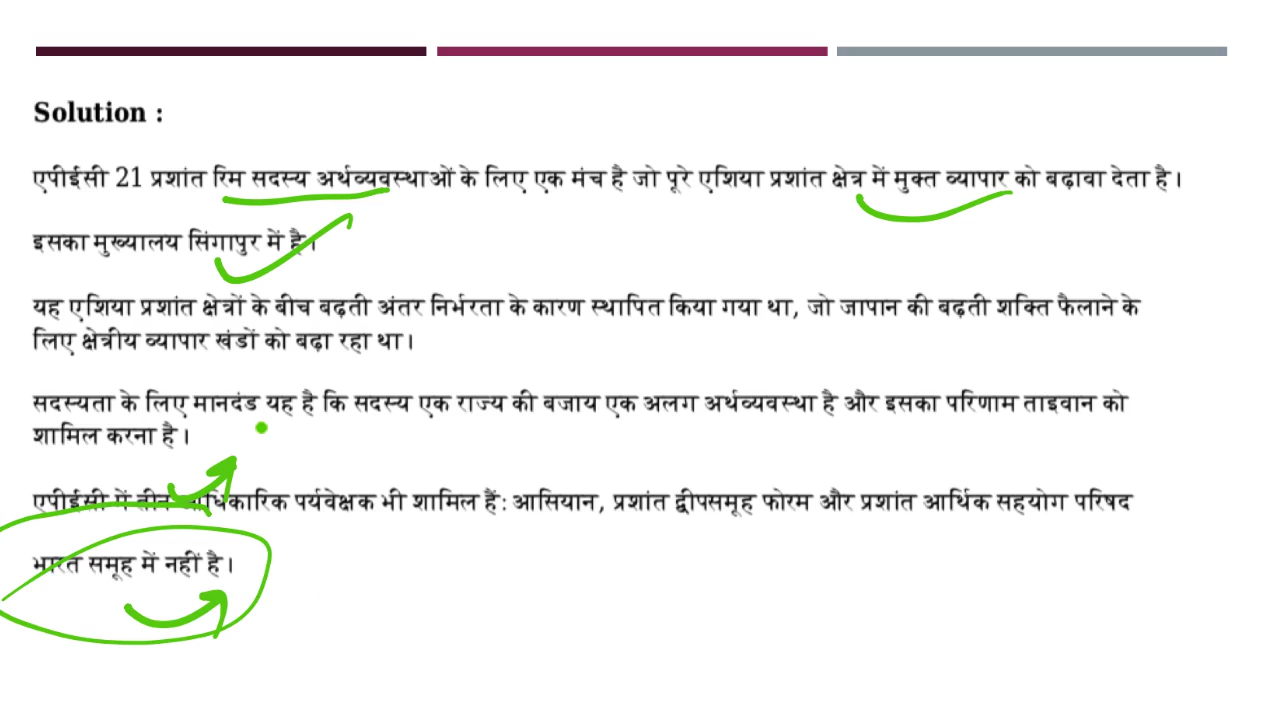 Solution :
एपीईसी 21 प्रशांत रिम सदस्य अर्थव्यवस्थाओं के लिए एक मंच है जो पूरे एशिया प्रशांत क्षेत्र में मुक्त व्यापार को बढ़ावा देता है।
इसका मुख्यालय सिंगापुर में है।
यह एशिया प्रशांत क्षेत्रों के बीच बढ़ती अंतर निर्भरता के कारण स्थापित किया गया था, जो जापान की बढ़ती शक्ति फैलाने के
लिए क्षेत्रीय व्यापार खंडों को बढ़ा रहा था।
सदस्यता के लिए मानदंड यह है कि सदस्य एक राज्य की बजाय एक अलग अर्थव्यवस्था है और इसका परिणाम ताइवान को
शामिल करना है।
एपीईसी में तीन आधिकारिक पर्यवेक्षक भी शामिल हैं: आसियान, प्रशांत द्वीपसमूह फोरम और प्रशांत आर्थिक सहयोग परिषद
भारत समूह में नहीं है।